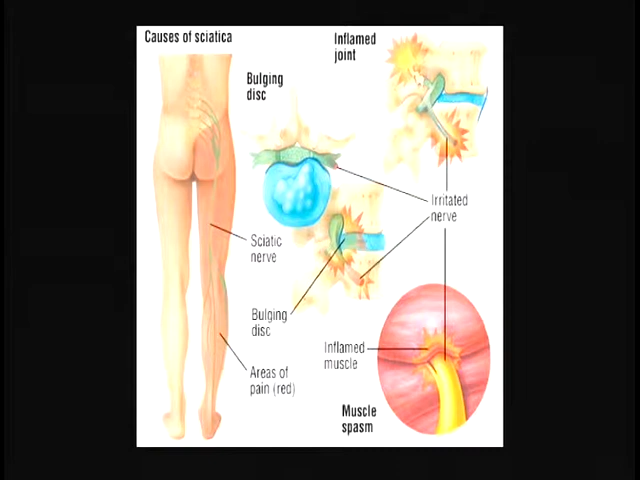 Causes of sciatica
Inflamed
joint
Bulging
disc
Irritated
nerve
Sciatic
nerve
Bulging
disc
Inflamed
muscle
Areas of
pain (red)
Muscle
spasm